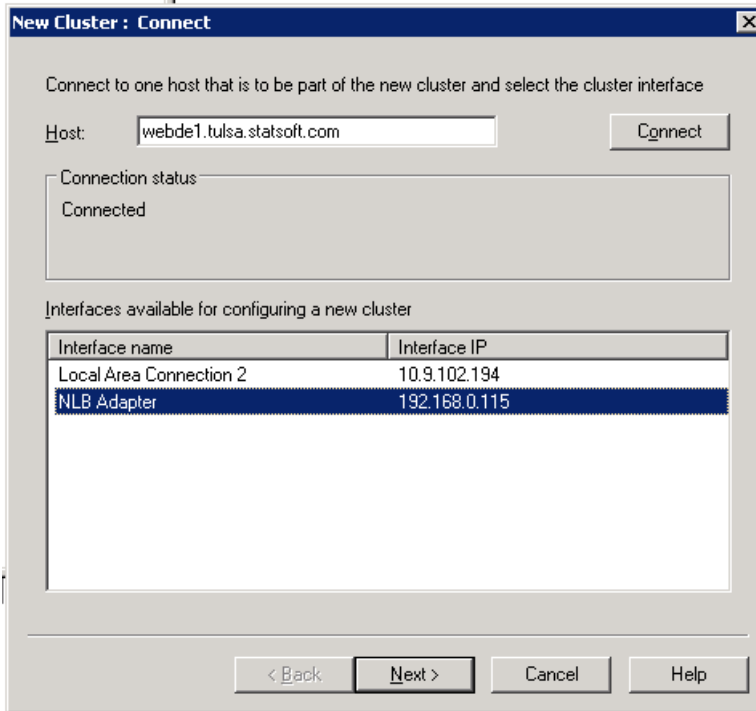 New Cluster : Connect
Connect to one host that is to be part of the new cluster and select the cluster interface
Host: webde1.tulsa.statsoft.com Connect
Connection status
Connected
Interfaces available for configuring a new cluster
Interface name Interface IP
Local Area Connection 2 10.9.102.194
NLB Adapter 192.168.0.115
< Back Next > Cancel Help